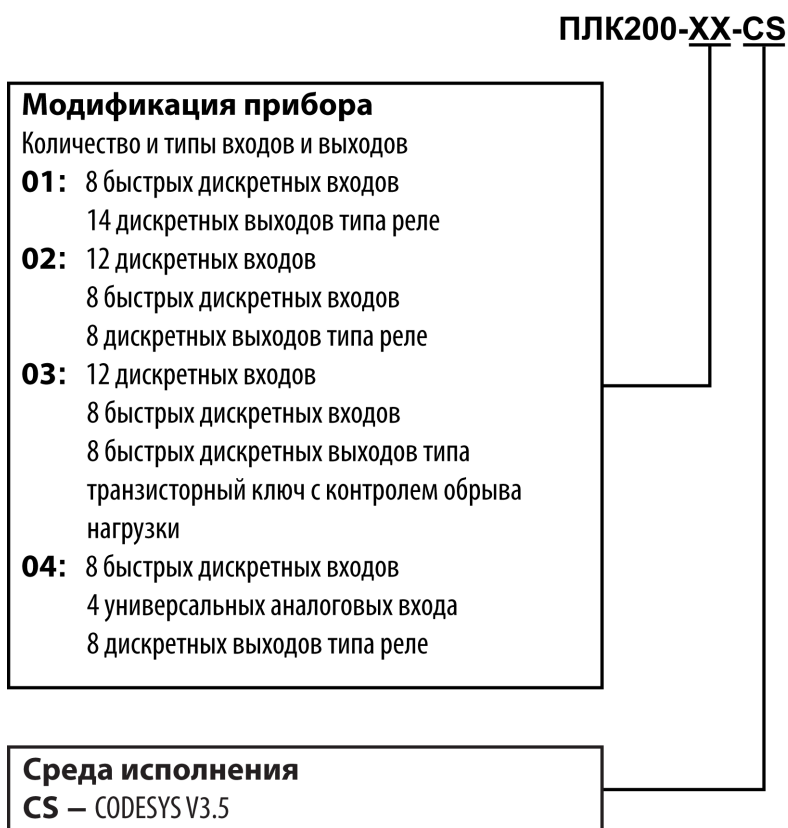 ПЛК200-XX-CS
Модификация прибора
Количество и типы входов и выходов
01: 8 быстрых дискретных входов
14 дискретных выходов типа реле
02: 12 дискретных входов
8 быстрых дискретных входов
8 дискретных выходов типа реле
03: 12 дискретных входов
8 быстрых дискретных входов
8 быстрых дискретных выходов типа
транзисторный ключ с контролем обрыва
нагрузки
04: 8 быстрых дискретных входов
4 универсальных аналоговых входа
8 дискретных выходов типа реле
Среда исполнения
CS – CODESYS V3.5